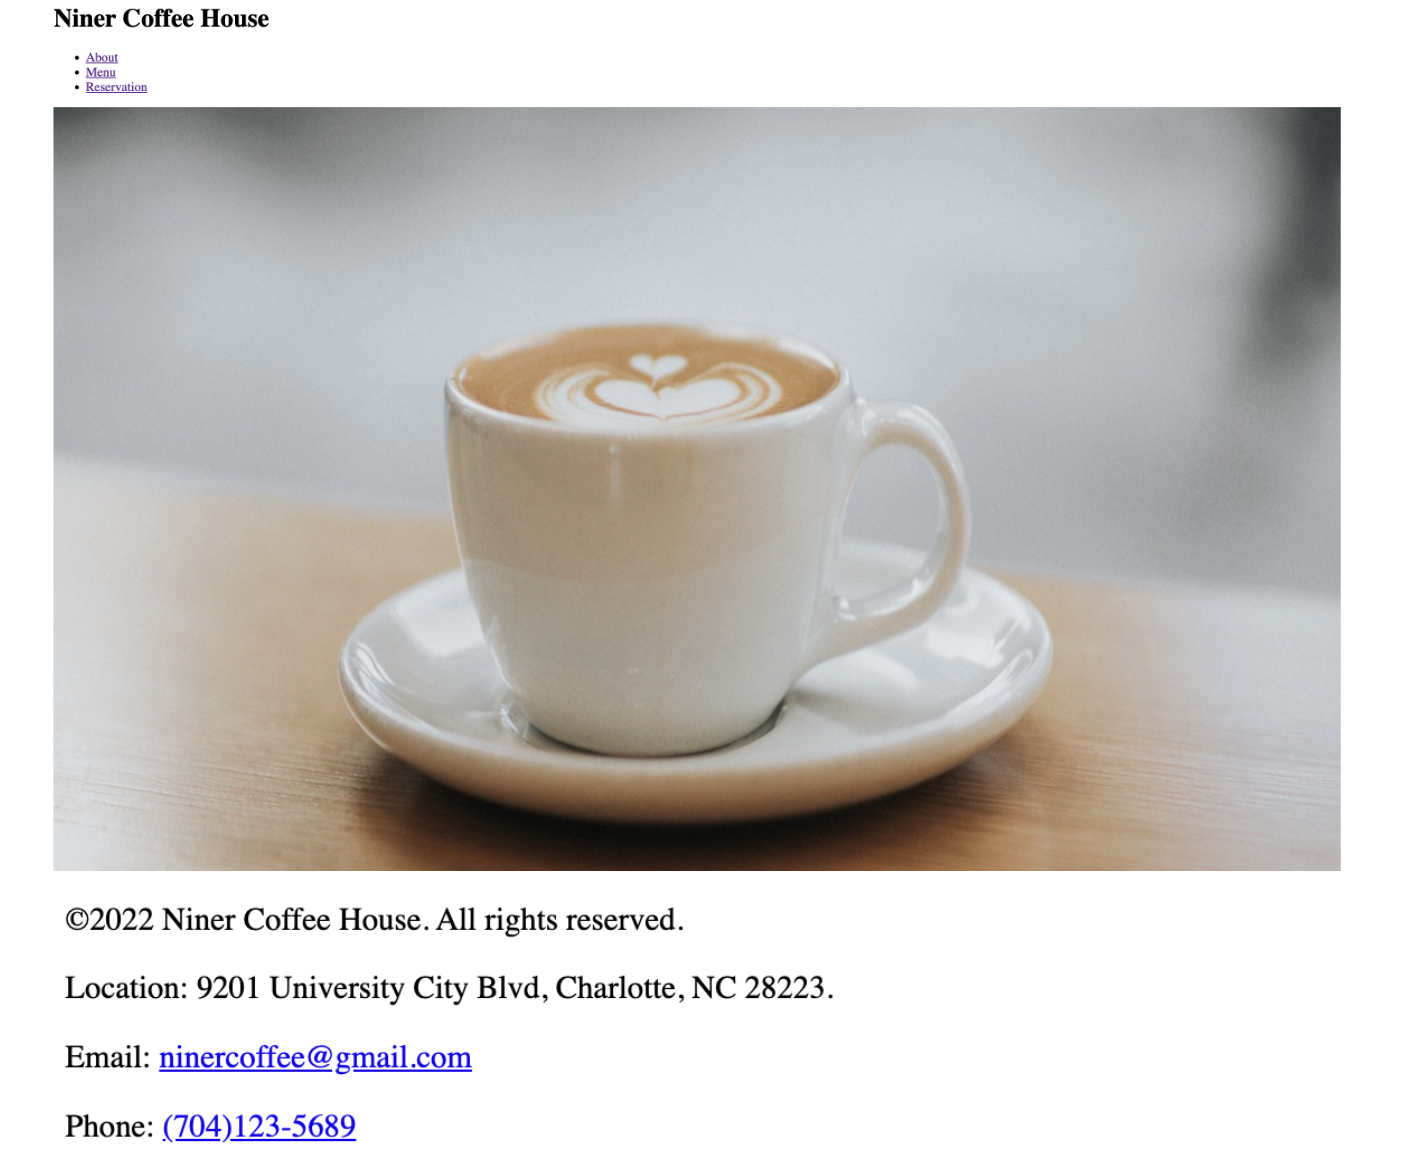 Niner Coffee House
About
Menu
Reservation
©2022 Niner Coffee House. All rights reserved.
Location: 9201 University City Blvd, Charlotte, NC 28223.
Email: ninercoffee@gmail.com
Phone: (704)123-5689